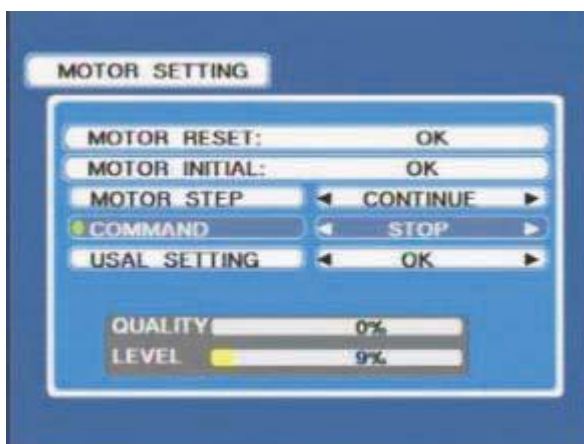 MOTOR SETTING
MOTOR RESET: OK
MOTOR INITIAL: OK
MOTOR STEP ◄ CONTINUE ►
COMMAND ◄ STOP ►
USAL SETTING ◄ OK ►
QUALITY 0%
LEVEL 9%